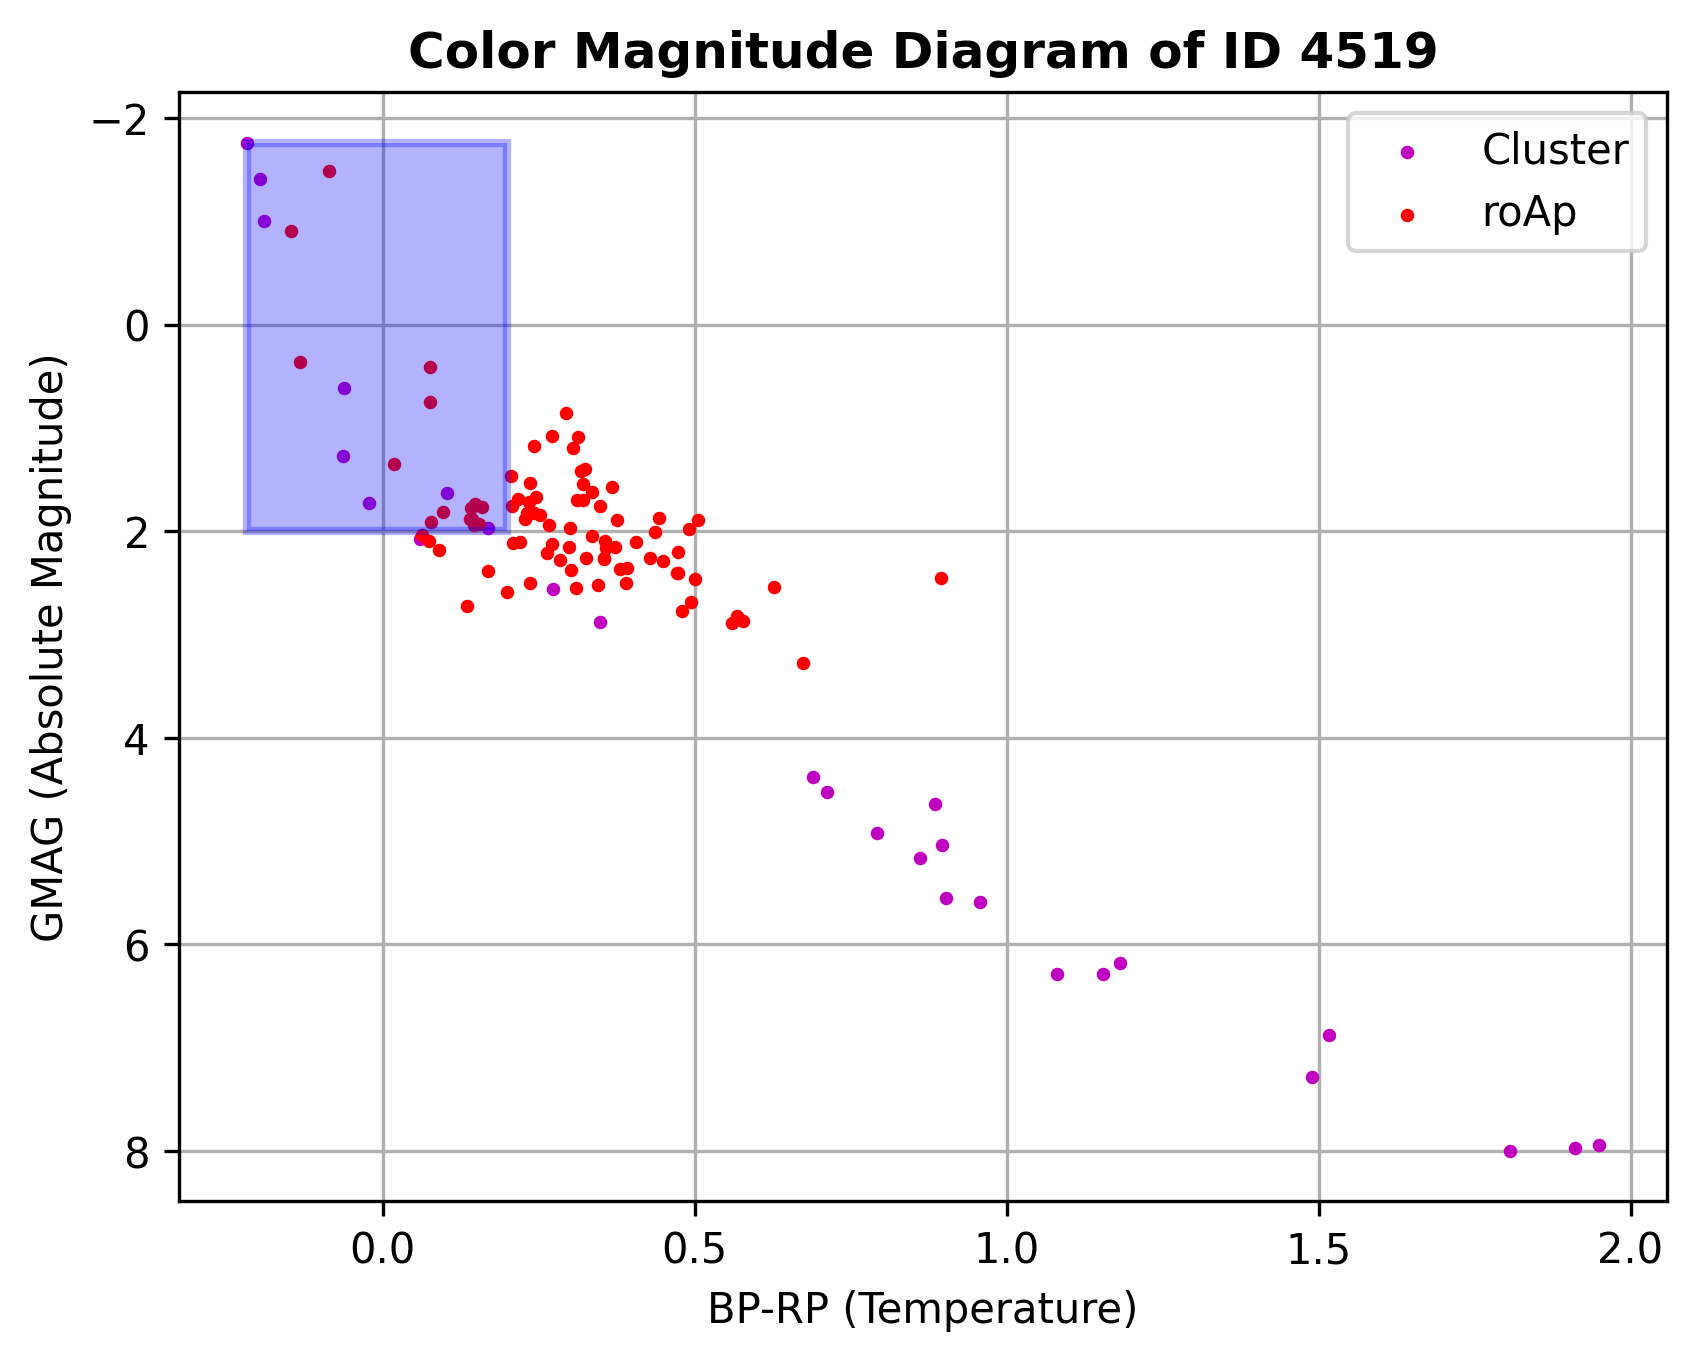 Color Magnitude Diagram of ID 4519
Cluster
roAp
GMAG (Absolute Magnitude)
−2
0
2
4
6
8
0.0
0.5
1.0
1.5
2.0
BP-RP (Temperature)